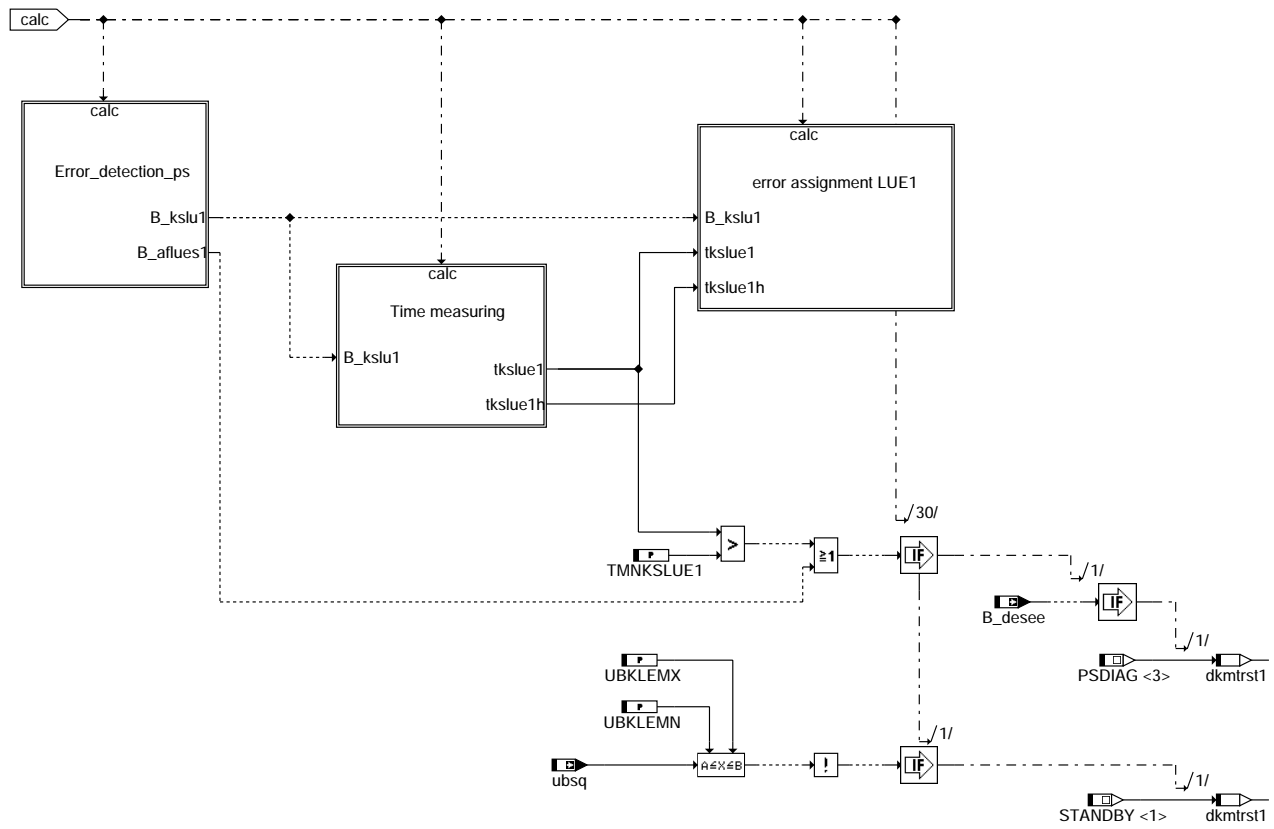 calc
calc
calc
Error_detection_ps
error assignment LUE1
B_kslu1
B_kslu1
B_aflues1
tkslue1
calc
tkslue1h
Time measuring
B_kslu1
tkslue1
tkslue1h
/30/
>
≧1
IF
TMNKSLUE1
P
/1/
IF
B_desee
/1/
P
UBKLEMX
PSDIAG <3>
dkmtrst1
P
UBKLEMN
/1/
A≤X≤B
!
IF
ubsq
/1/
STANDBY <1>
dkmtrst1